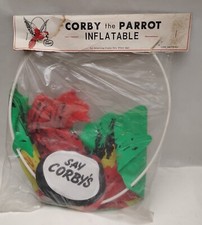 CORBY the PARROT
INFLATABLE
SAY
CORBY'S